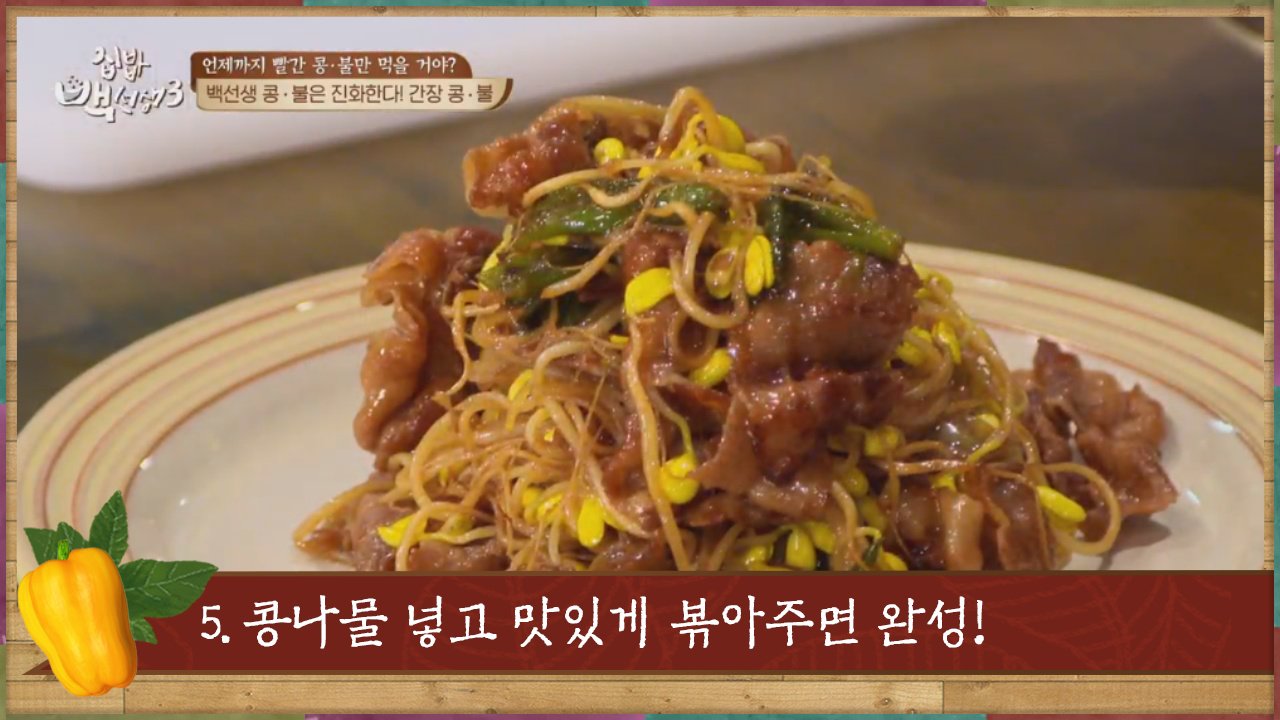 집밥
백선생3
언제까지 빨간 콩·불만 먹을 거야?
백선생 콩·불은 진화한다! 간장 콩·불
5. 콩나물 넣고 맛있게 볶아주면 완성!